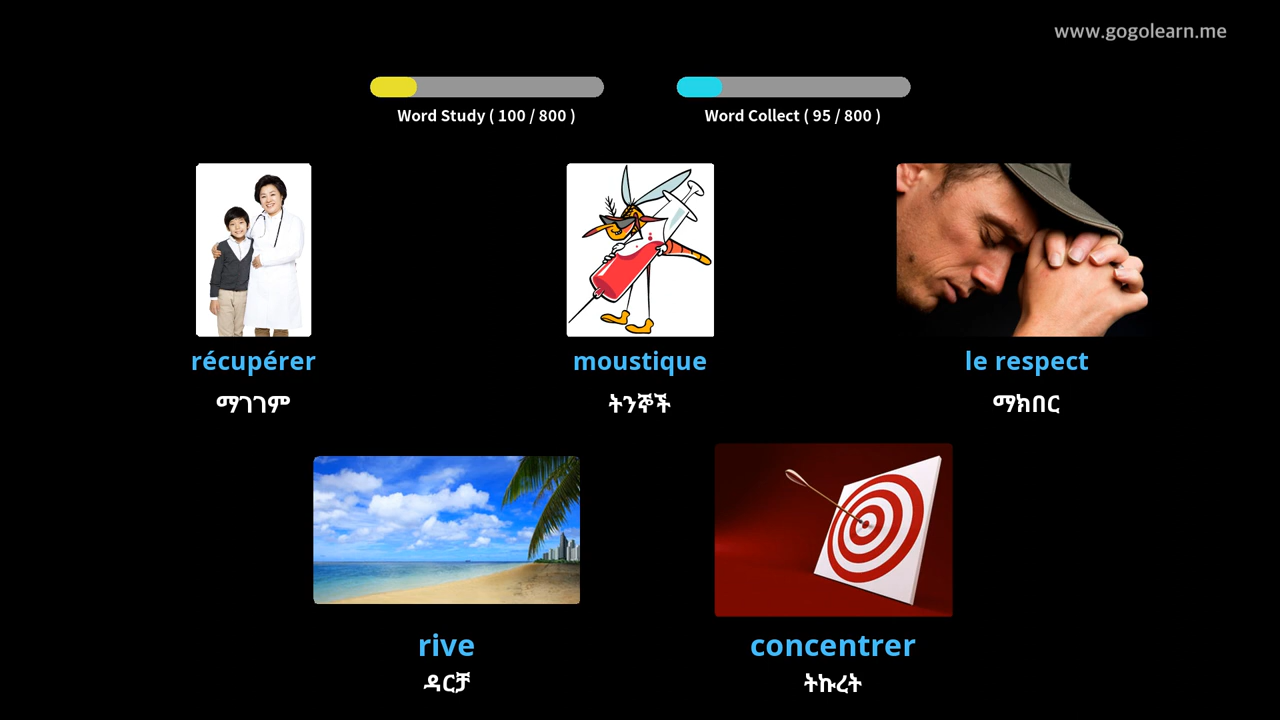 www.gogolearn.me
Word Study ( 100 / 800 )
Word Collect ( 95 / 800 )
récupérer
ማገገም
moustique
ትንኞች
le respect
ማክበር
rive
ዳርቻ
concentrer
ትኩረት